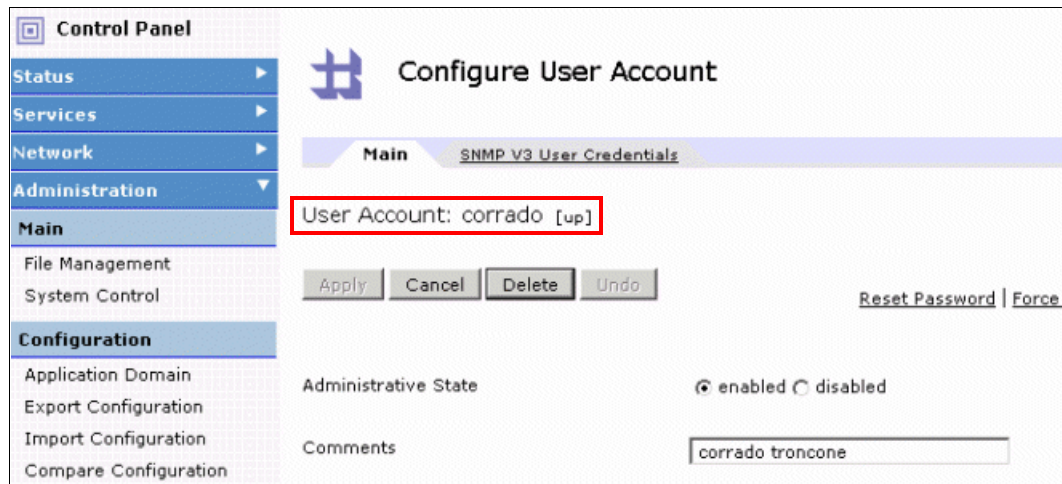 Control Panel
Status
Services
Network
Administration
Main
File Management
System Control
Configuration
Application Domain
Export Configuration
Import Configuration
Compare Configuration
Configure User Account
Main SNMP V3 User Credentials
User Account: corrado [up]
Apply Cancel Delete Undo
Reset Password | Force
Administrative State enabled disabled
Comments corrado troncone